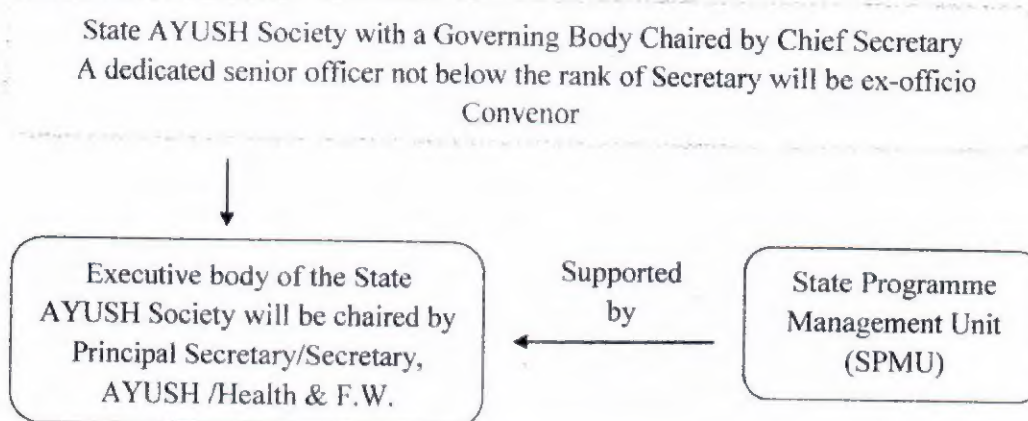 State AYUSH Society with a Governing Body Chaired by Chief Secretary
A dedicated senior officer not below the rank of Secretary will be ex-officio
Convenor
Executive body of the State
AYUSH Society will be chaired by
Principal Secretary/Secretary,
AYUSH /Health & F.W.
Supported
by
State Programme
Management Unit
(SPMU)